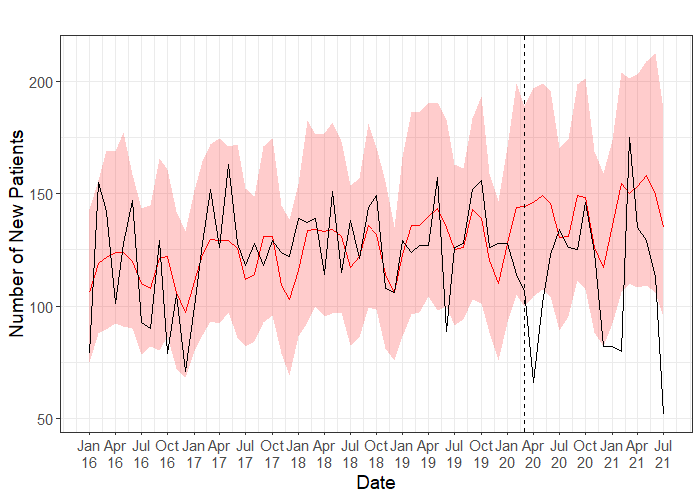 Number of New Patients
200
150
100
50
Jan Apr Jul Oct Jan Apr Jul Oct Jan Apr Jul Oct Jan Apr Jul Oct Jan Apr Jul Oct Jan Apr Jul
16 16 16 16 17 17 17 17 18 18 18 18 19 19 19 19 20 20 20 20 21 21 21
Date